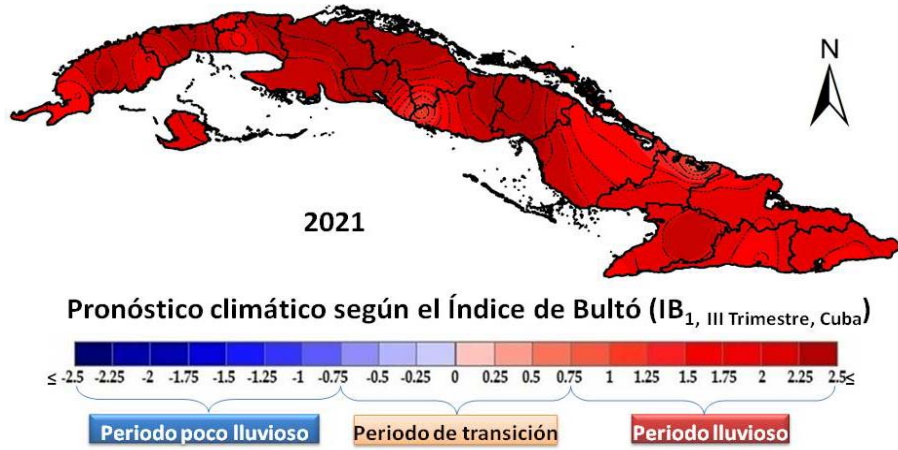 N
2021
Pronóstico climático según el Índice de Bultó (IB1, III Trimestre, Cuba)
≤ -2.5 -2.25 -2 -1.75 -1.5 -1.25 -1 -0.75 -0.5 -0.25 0 0.25 0.5 0.75 1 1.25 1.5 1.75 2 2.25 2.5 ≤
Periodo poco lluvioso Periodo de transición Periodo lluvioso